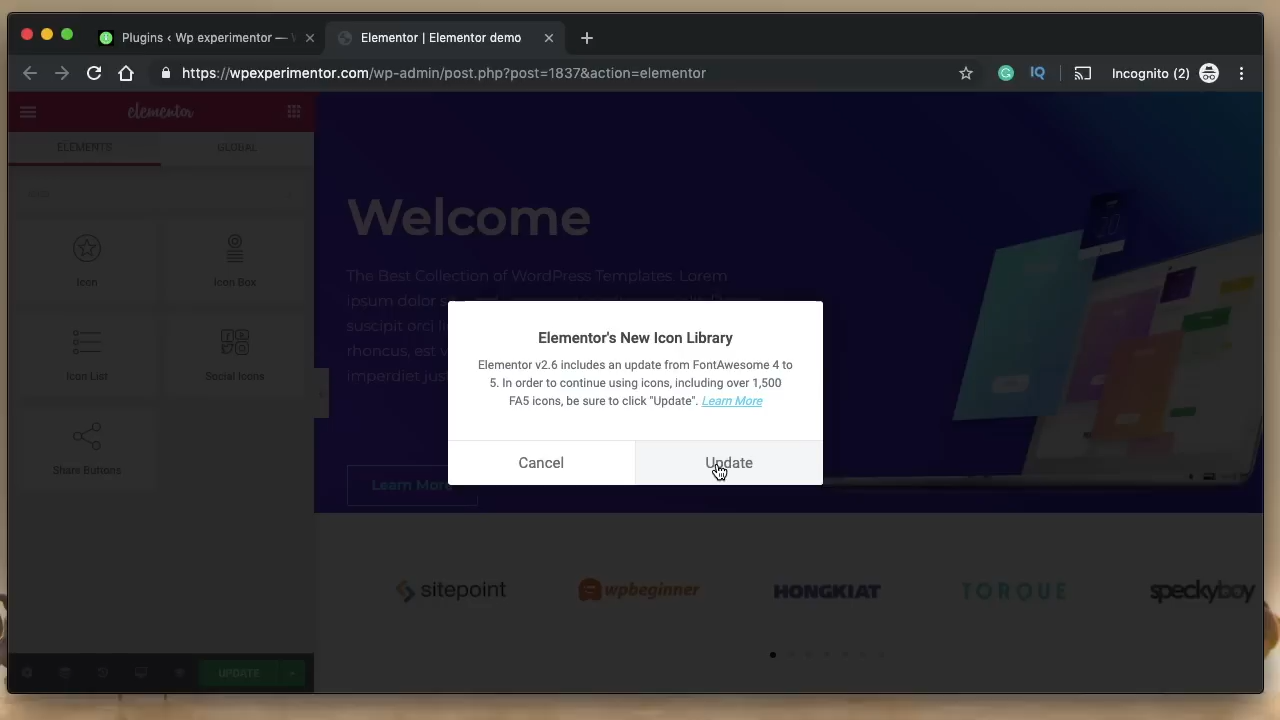 Plugins ‹ Wp experimentor —
Elementor | Elementor demo
https://wpexperimentor.com/wp-admin/post.php?post=1837&action=elementor
IQ
Incognito (2)
elementor
ELEMENTS
GLOBAL
Icon
Icon Box
Icon List
Social Icons
Share Buttons
UPDATE
Welcome
The Best Collection of WordPress Templates. Lorem
ipsum dolor
suscipit orci
rhoncus, est
imperdiet
Learn More
Elementor's New Icon Library
Elementor v2.6 includes an update from FontAwesome 4 to
5. In order to continue using icons, including over 1,500
FA5 icons, be sure to click "Update". Learn More
Cancel
Update
sitepoint
wpbeginner
HONGKIAT
TORQUE
speckyboy